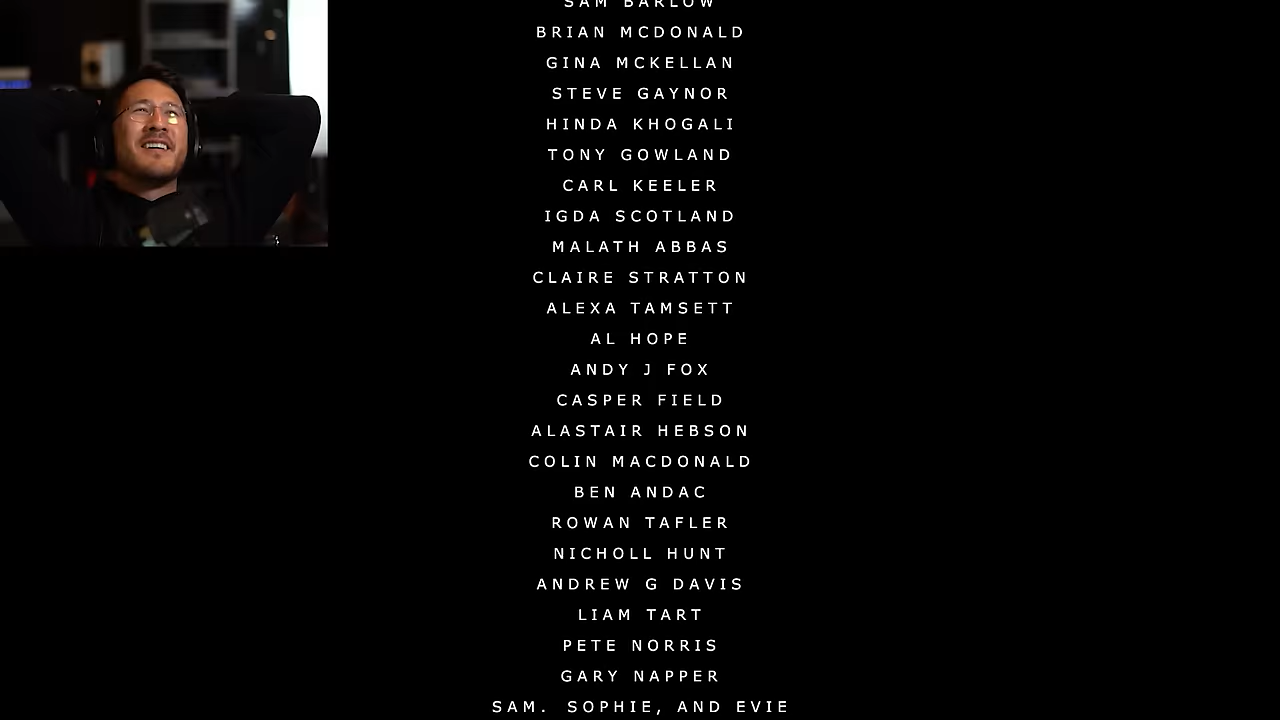 SAM BARLOW
BRIAN MCDONALD
GINA MCKELLAN
STEVE GAYNOR
HINDA KHOGALI
TONY GOWLAND
CARL KEELER
IGDA SCOTLAND
MALATH ABBAS
CLAIRE STRATTON
ALEXA TAMSETT
AL HOPE
ANDY J FOX
CASPER FIELD
ALASTAIR HEBSON
COLIN MACDONALD
BEN ANDAC
ROWAN TAFLER
NICHOLL HUNT
ANDREW G DAVIS
LIAM TART
PETE NORRIS
GARY NAPPER
SAM. SOPHIE, AND EVIE